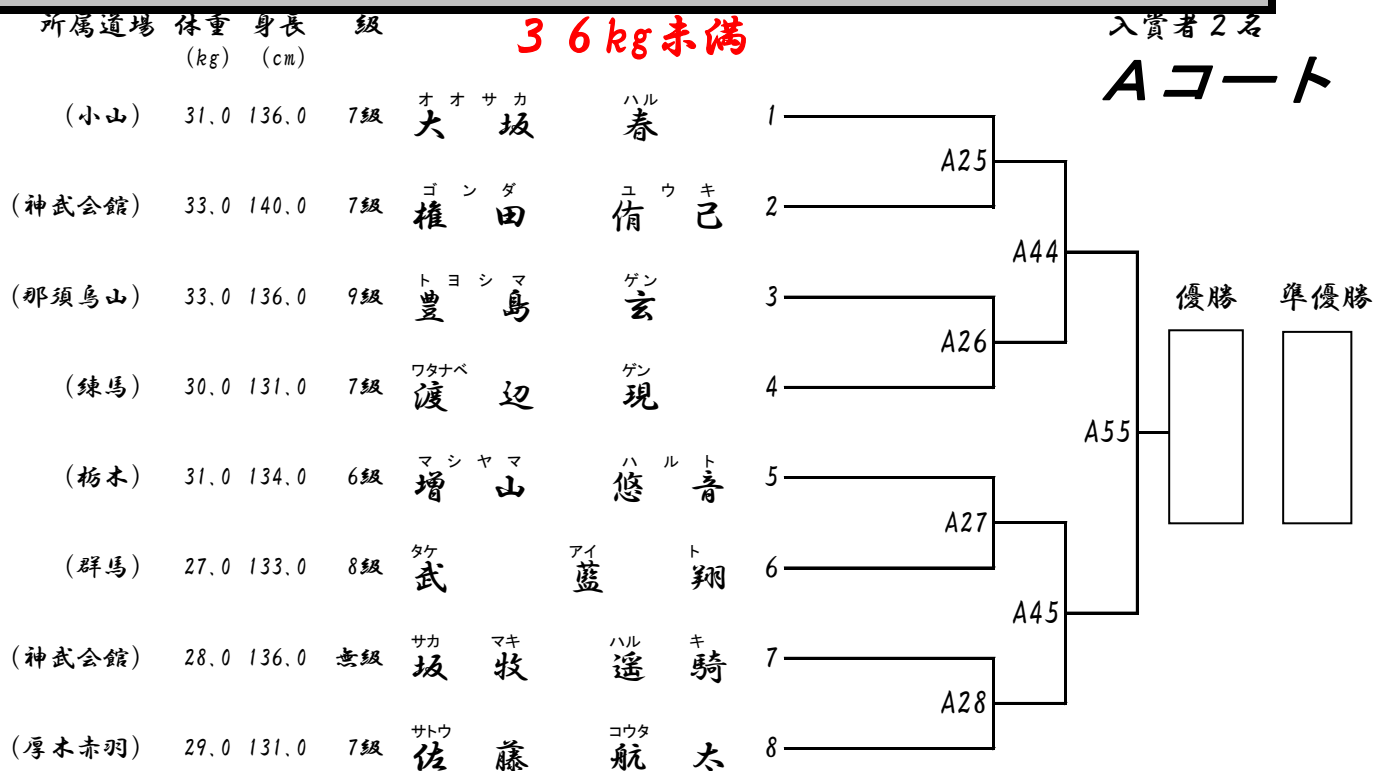 所属道場 体重 身長 級 36kg未満 入賞者2名
(kg) (cm) Aコート
オオサカ ハル
(小山) 31.0 136.0 7級 大坂 春 1
A25
ゴンダ ユウキ
(神武会館) 33.0 140.0 7級 権田 侑己 2
A44
トヨシマ ゲン
(那須烏山) 33.0 136.0 9級 豊島 玄 3
優勝 準優勝
A26
ワタナベ ゲン
(練馬) 30.0 131.0 7級 渡辺 現 4
A55
マシヤマ ハルト
(栃木) 31.0 134.0 6級 増山 悠音 5
A27
タケ アイト
(群馬) 27.0 133.0 8級 武 藍翔 6
A45
サカマキ ハルキ
(神武会館) 28.0 136.0 無級 坂牧 遥騎 7
A28
サトウ コウタ
(厚木赤羽) 29.0 131.0 7級 佐藤 航太 8